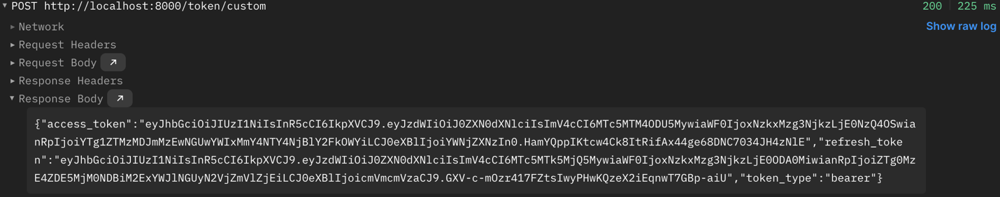 POST http://localhost:8000/token/custom 200 225 ms
Network Show raw log
Request Headers
Request Body
Response Headers
Response Body
{"access_token":"eyJhbGciOiJIUzI1NiIsInR5cCI6IkpXVCJ9.eyJzdWIiOiJ0ZXN0dXNlciIsImV4cCI6MTc5MTM4ODU5MywiaWF0IjoxNzkxMzg3NjkzLjE0NzQ4OSwia
nRpIjoiYTg1ZTMzMDJmMzEwNGUwYWIxMmY4NTY4NjBlY2FkOWYiLCJ0eXBlIjoiYWNjZXNzIn0.HamYQppIKtcw4Ck8ItRifAx44ge68DNC7034JH4zNlE","refresh_toke
n":"eyJhbGciOiJIUzI1NiIsInR5cCI6IkpXVCJ9.eyJzdWIiOiJ0ZXN0dXNlciIsImV4cCI6MTc5MTk5MjQ5MywiaWF0IjoxNzkxMzg3NjkzLjE0ODA0MiwianRpIjoiZTg0Mz
E4ZDE5MjM0NDBiM2ExYWJlNGUyN2VjZmVlZjEiLCJ0eXBlIjoicmVmcmVzaCJ9.GXV-c-mOzr417FZtsIwyPHwKQzeX2iEqnwT7GBp-aiU","token_type":"bearer"}